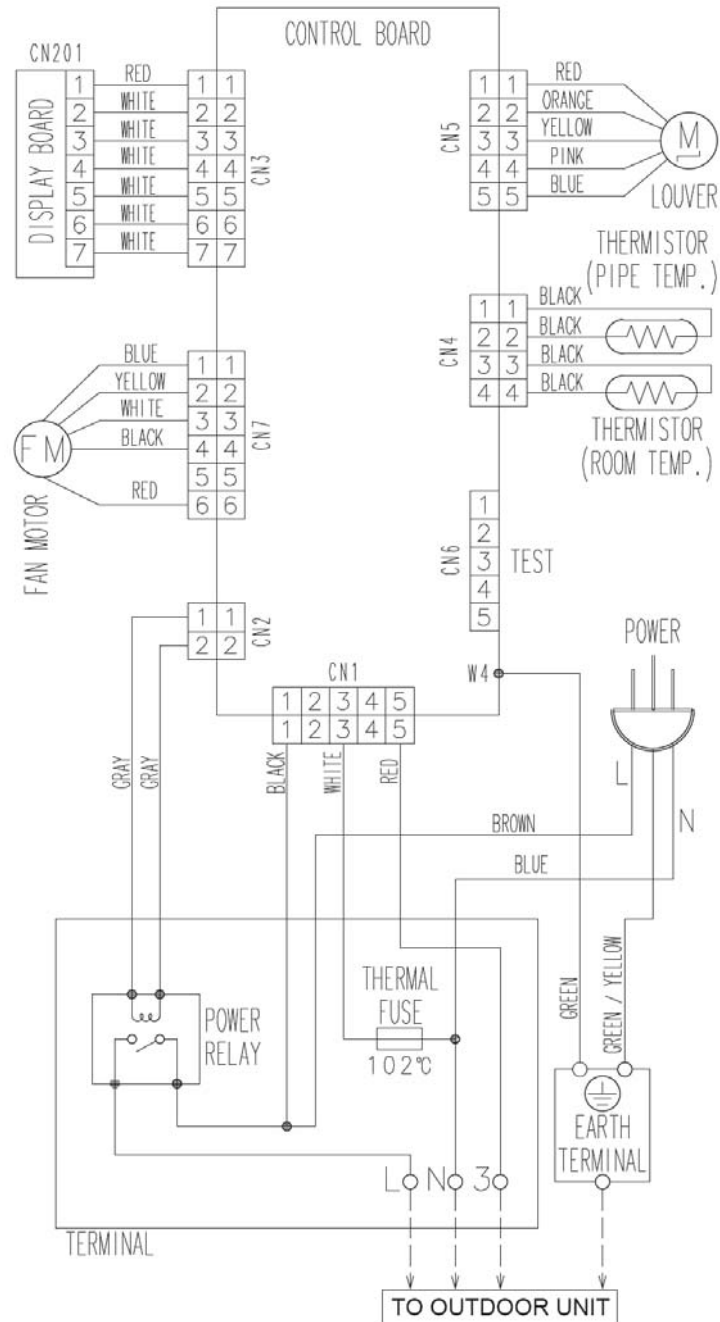 CONTROL BOARD
CN201
DISPLAY BOARD
1
2
3
4
5
6
7
RED
WHITE
WHITE
WHITE
WHITE
WHITE
WHITE
1 1
2 2
3 3
4 4
5 5
6 6
7 7
CN3
CN5
1 1
2 2
3 3
4 4
5 5
RED
ORANGE
YELLOW
PINK
BLUE
M
LOUVER
THERMISTOR
(PIPE TEMP.)
CN4
1 1
2 2
3 3
4 4
BLACK
BLACK
BLACK
BLACK
THERMISTOR
(ROOM TEMP.)
FM
FAN MOTOR
BLUE
YELLOW
WHITE
BLACK
RED
1 1
2 2
3 3
4 4
5 5
6 6
CN7
CN6
1
2
3
4
5
TEST
1 1
2 2
CN2
CN1
1 2 3 4 5
1 2 3 4 5
W4
POWER
L
N
GRAY
GRAY
BLACK
WHITE
RED
BROWN
BLUE
GREEN
GREEN / YELLOW
POWER
RELAY
THERMAL
FUSE
102℃
EARTH
TERMINAL
L N 3
TERMINAL
TO OUTDOOR UNIT